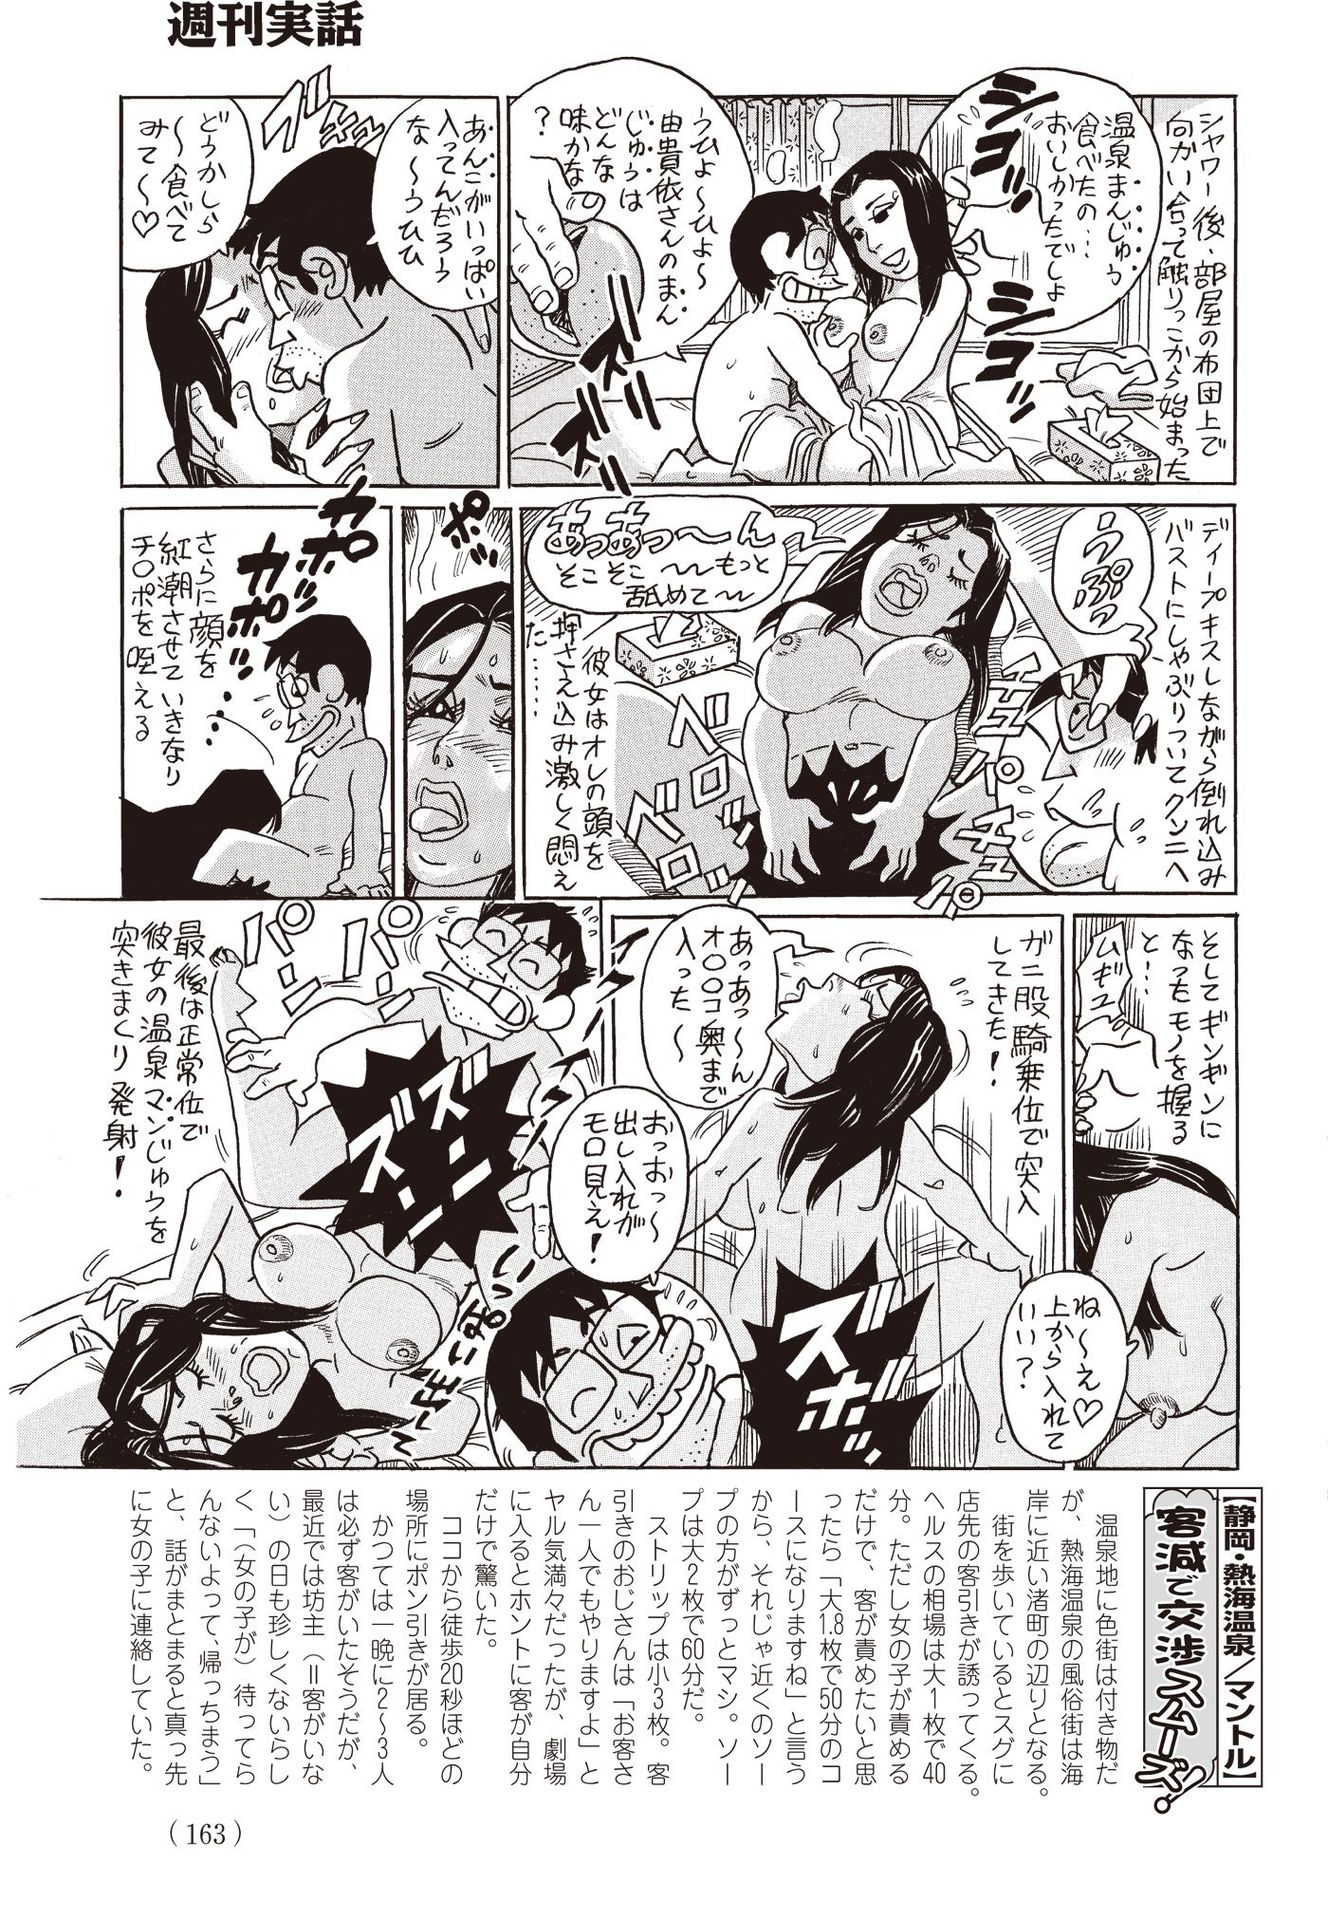 週刊実話
シャワー後、部屋の布団上で
向かい合って触りっこから始まった
温泉まんじゅう
食べたの…
おいしかったでしょ
シコ
シコ
うひょ〜ひょ〜
由貴依さんのまん
じゅうは
どんな
味かな
?
あんこがいっぱい
入ってんだろう
な〜うひひ
どうかしら
〜食べて
みて〜♡
ディープキスしながら倒れ込み
バストにしゃぶりついてクンニへ
うぷっ
あっあっ〜〜ん
そこそこ〜〜もっと
舐めて〜〜
彼女はオレの頭を
押さえ込み激しく悶え
た……
ベロ
ベロ
ポッ
さらに顔を
紅潮させていきなり
チ〇ポを咥える
カポ
カポ
そしてギンギンに
なったモノを握る
と…
ムギュ
ね〜え♡
上から入れて
いい?
ガニ股騎乗位で突入
してきた!
あっあっ〜ん
オ〇〇コ奥まで
入った〜
ズボ
おっおっ〜
出し入れが
モロ見え!
最後は正常位で
彼女の温泉マンじゅうを
突きまくり発射!
パン
パン
ズン
ズン
【静岡・熱海温泉/マントル】
客減で交渉スムーズ!
温泉地に色街は付き物だ
が、熱海温泉の風俗街は海
岸に近い渚町の辺りとなる。
街を歩いているとスグに
店先の客引きが誘ってくる。
ヘルスの相場は大1枚で40
分。ただし女の子が責める
だけで、客が責めたいと思
ったら「大1.8枚で50分のコ
ースになりますね」と言う
から、それじゃ近くのソー
プの方がずっとマシ。ソー
プは大2枚で60分だ。
ストリップは小3枚。客
引きのおじさんは「お客さ
ん一人でもやりますよ」と
ヤル気満々だったが、劇場
に入るとホントに客が自分
だけで驚いた。
ココから徒歩20秒ほどの
場所にポン引きが居る。
かつては一晩に2〜3人
は必ず客がいたそうだが、
最近では坊主（＝客がいな
い）の日も珍しくないらし
く「（女の子が）待ってら
んないよって、帰っちまう」
と、話がまとまると真っ先
に女の子に連絡していた。
（163）